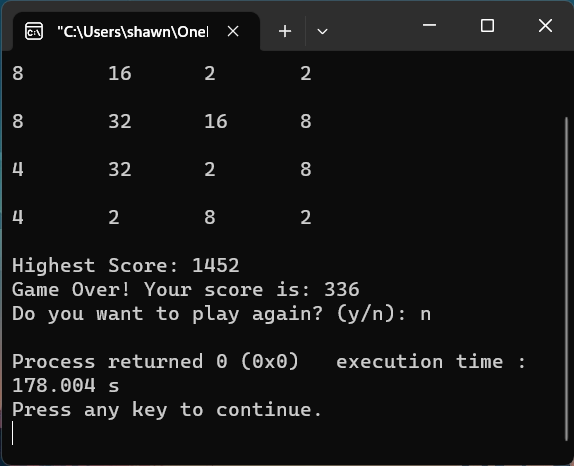 "C:\Users\shawn\OneI
8 16 2 2
8 32 16 8
4 32 2 8
4 2 8 2
Highest Score: 1452
Game Over! Your score is: 336
Do you want to play again? (y/n): n
Process returned 0 (0x0)   execution time :
178.004 s
Press any key to continue.